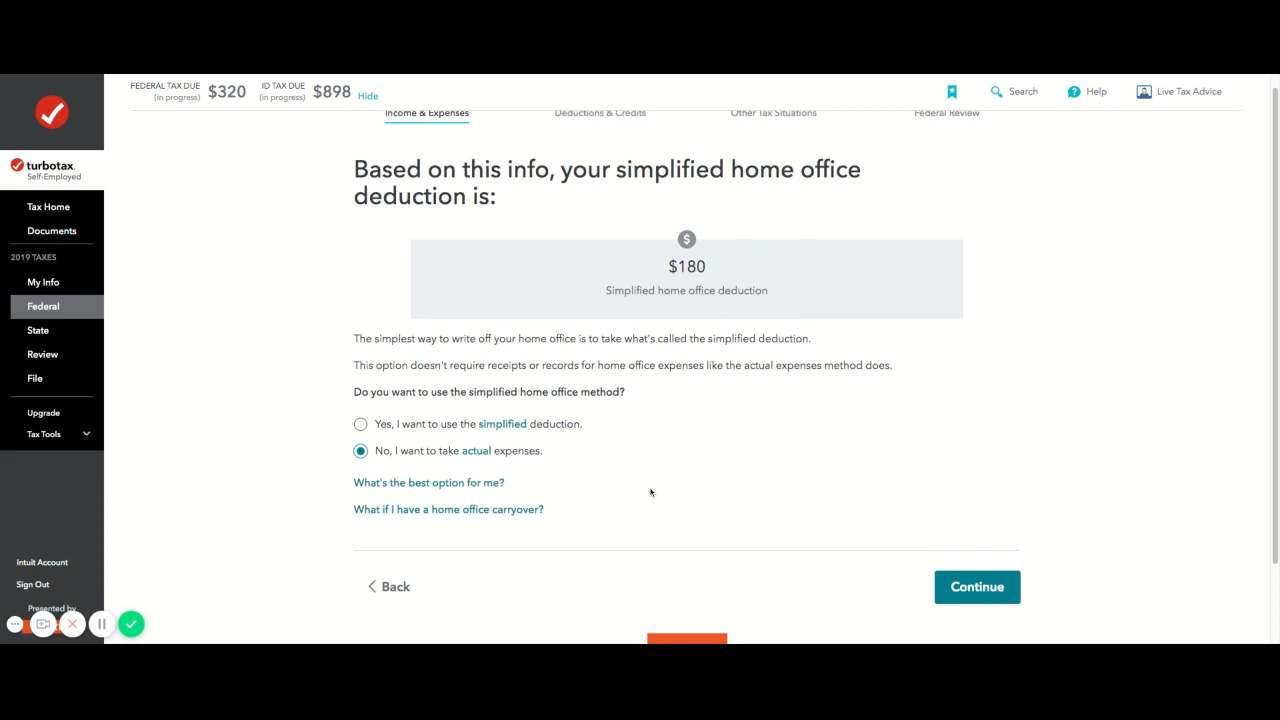 FEDERAL TAX DUE
(in progress)
$320
ID TAX DUE
(in progress)
$898
Hide
Search
Help
Live Tax Advice
turbotax
Self-Employed
Tax Home
Documents
2019 TAXES
My Info
Federal
State
Review
File
Upgrade
Tax Tools
Intuit Account
Sign Out
Presented by
Income & Expenses
Deductions & Credits
Other Tax Situations
Federal Review
Based on this info, your simplified home office
deduction is:
$
$180
Simplified home office deduction
The simplest way to write off your home office is to take what's called the simplified deduction.
This option doesn't require receipts or records for home office expenses like the actual expenses method does.
Do you want to use the simplified home office method?
Yes, I want to use the simplified deduction.
No, I want to take actual expenses.
What's the best option for me?
What if I have a home office carryover?
Back
Continue